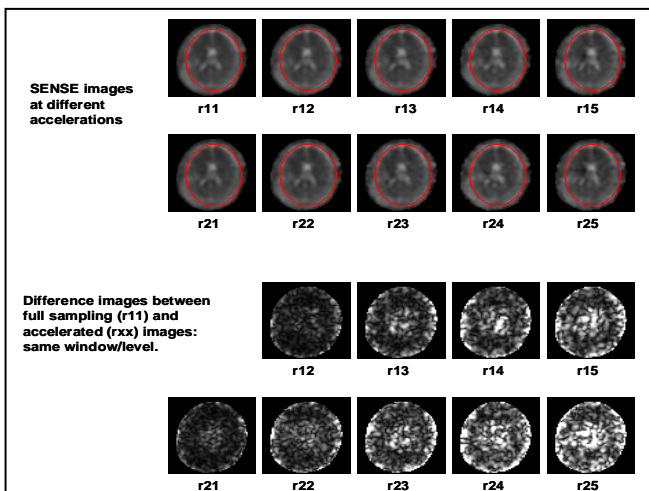 SENSE images
at different
accelerations
r11 r12 r13 r14 r15
r21 r22 r23 r24 r25
Difference images between
full sampling (r11) and
accelerated (rxx) images:
same window/level.
r12 r13 r14 r15
r21 r22 r23 r24 r25